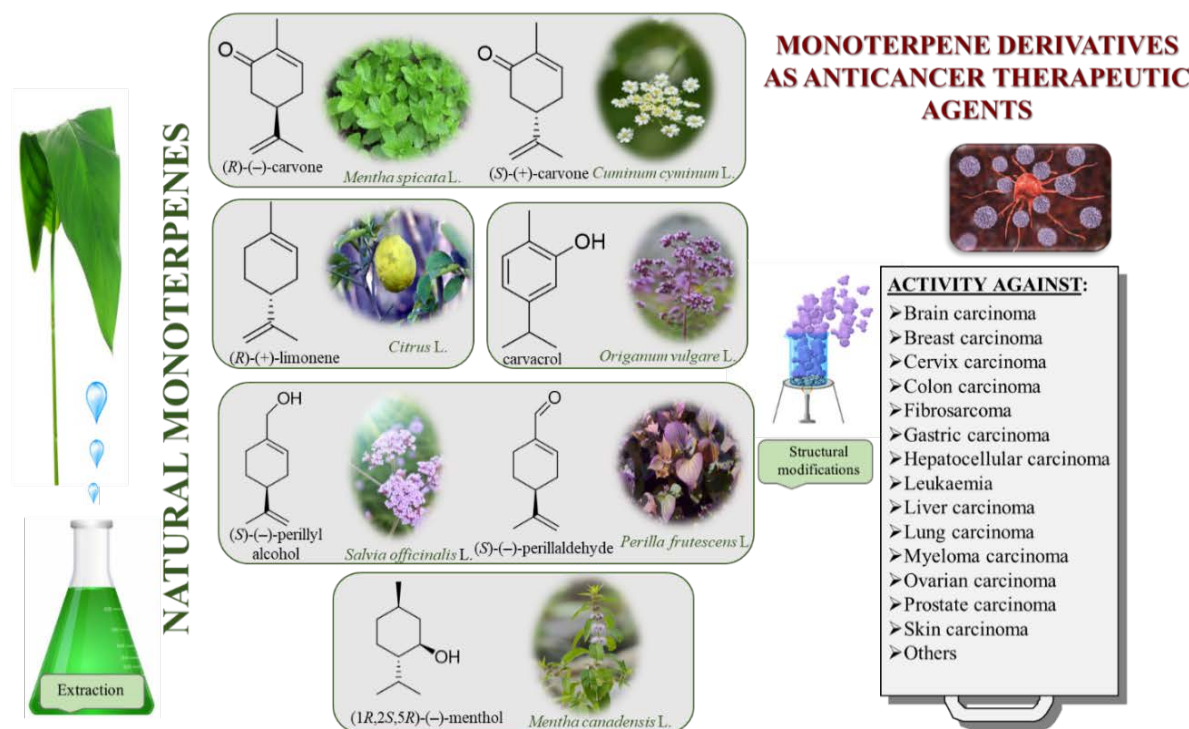 NATURAL MONOTERPENES
Extraction
O
(R)-(–)-carvone
Mentha spicata L.
O
(S)-(+)-carvone
Cuminum cyminum L.
(R)-(+)-limonene
Citrus L.
OH
carvacrol
Origanum vulgare L.
OH
(S)-(–)-perillyl
alcohol
Salvia officinalis L.
O
(S)-(–)-perillaldehyde
Perilla frutescens L
OH
(1R,2S,5R)-(–)-menthol
Mentha canadensis L.
Structural
modifications
MONOTERPENE DERIVATIVES
AS ANTICANCER THERAPEUTIC
AGENTS
ACTIVITY AGAINST:
➢Brain carcinoma
➢Breast carcinoma
➢Cervix carcinoma
➢Colon carcinoma
➢Fibrosarcoma
➢Gastric carcinoma
➢Hepatocellular carcinoma
➢Leukaemia
➢Liver carcinoma
➢Lung carcinoma
➢Myeloma carcinoma
➢Ovarian carcinoma
➢Prostate carcinoma
➢Skin carcinoma
➢Others